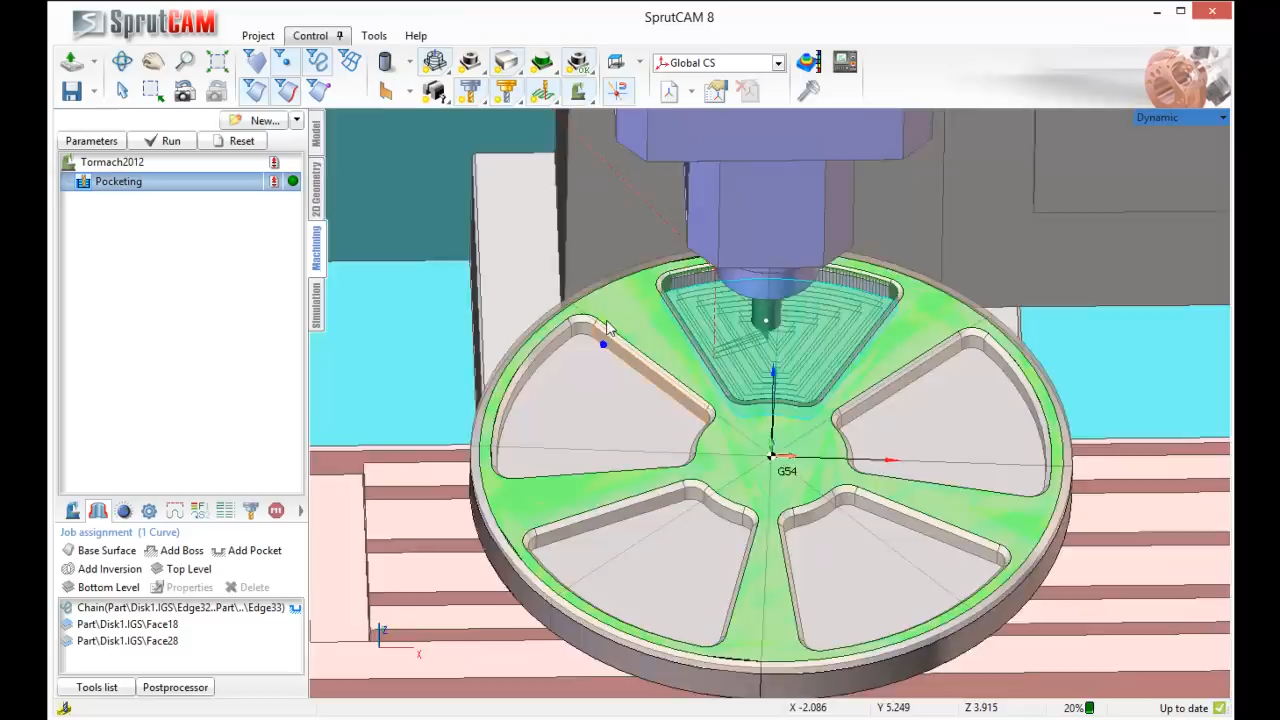 SprutCAM
SprutCAM 8
Project
Control
Tools
Help
OK
Global CS
New...
Parameters
Run
Reset
Tormach2012
Pocketing
Model
2D Geometry
Machining
Simulation
Dynamic
G54
Z
X
Job assignment (1 Curve)
Base Surface
Add Boss
Add Pocket
Add Inversion
Top Level
Bottom Level
Properties
Delete
Chain(Part\Disk1.IGS\Edge32..Part\..\Edge33)
Part\Disk1.IGS\Face18
Part\Disk1.IGS\Face28
Tools list
Postprocessor
X -2.086
Y 5.249
Z 3.915
20%
Up to date